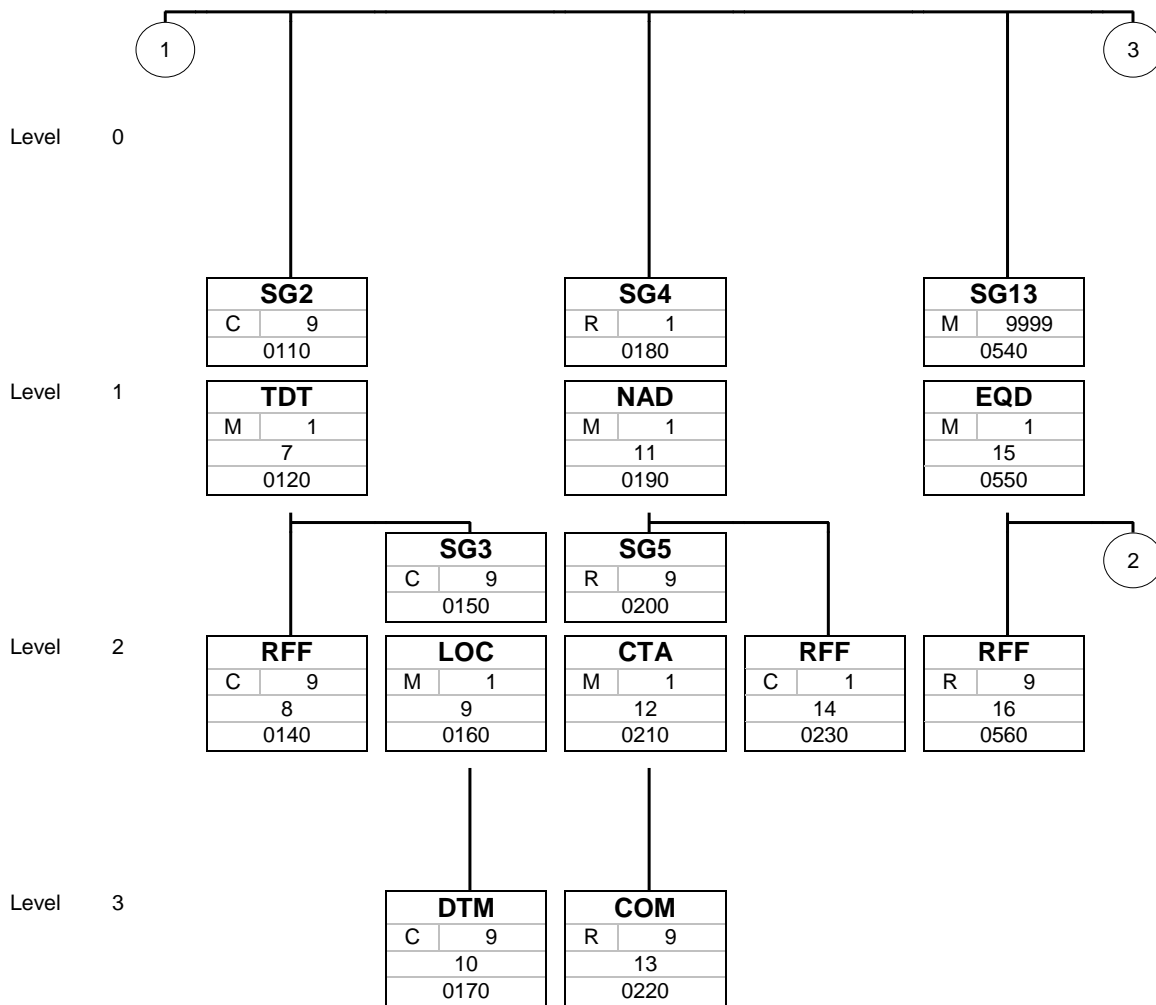 1 3
Level 0
SG2 SG4 SG13
C 9 R 1 M 9999
0110 0180 0540
Level 1
TDT NAD EQD
M 1 M 1 M 1
7 11 15
0120 0190 0550
SG3 SG5 2
C 9 R 9
0150 0200
Level 2
RFF LOC CTA RFF RFF
C 9 M 1 M 1 C 1 R 9
8 9 12 14 16
0140 0160 0210 0230 0560
Level 3
DTM COM
C 9 R 9
10 13
0170 0220